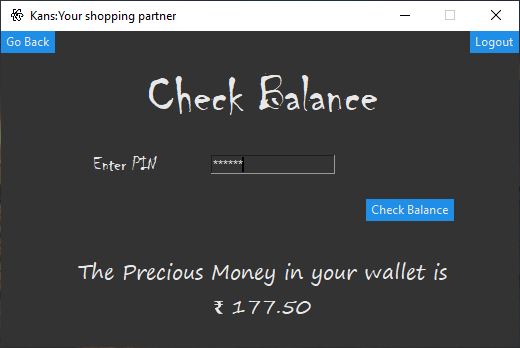 Kans:Your shopping partner
Go Back
Logout
Check Balance
Enter PIN ******
Check Balance
The Precious Money in your wallet is
₹ 177.50